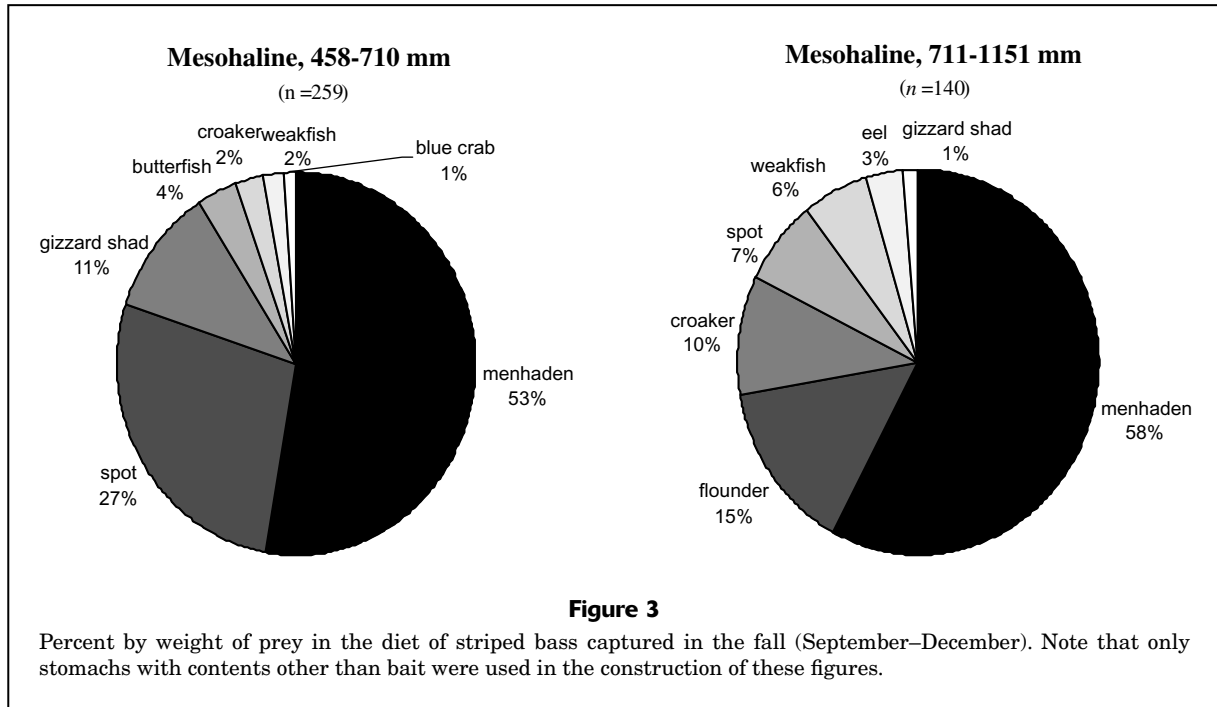 Mesohaline, 458-710 mm
(n =259)
croaker
2%
weakfish
2%
blue crab
1%
butterfish
4%
gizzard shad
11%
menhaden
53%
spot
27%
Mesohaline, 711-1151 mm
(n =140)
eel
3%
gizzard shad
1%
weakfish
6%
spot
7%
croaker
10%
menhaden
58%
flounder
15%
Figure 3
Percent by weight of prey in the diet of striped bass captured in the fall (September–December). Note that only
stomachs with contents other than bait were used in the construction of these figures.